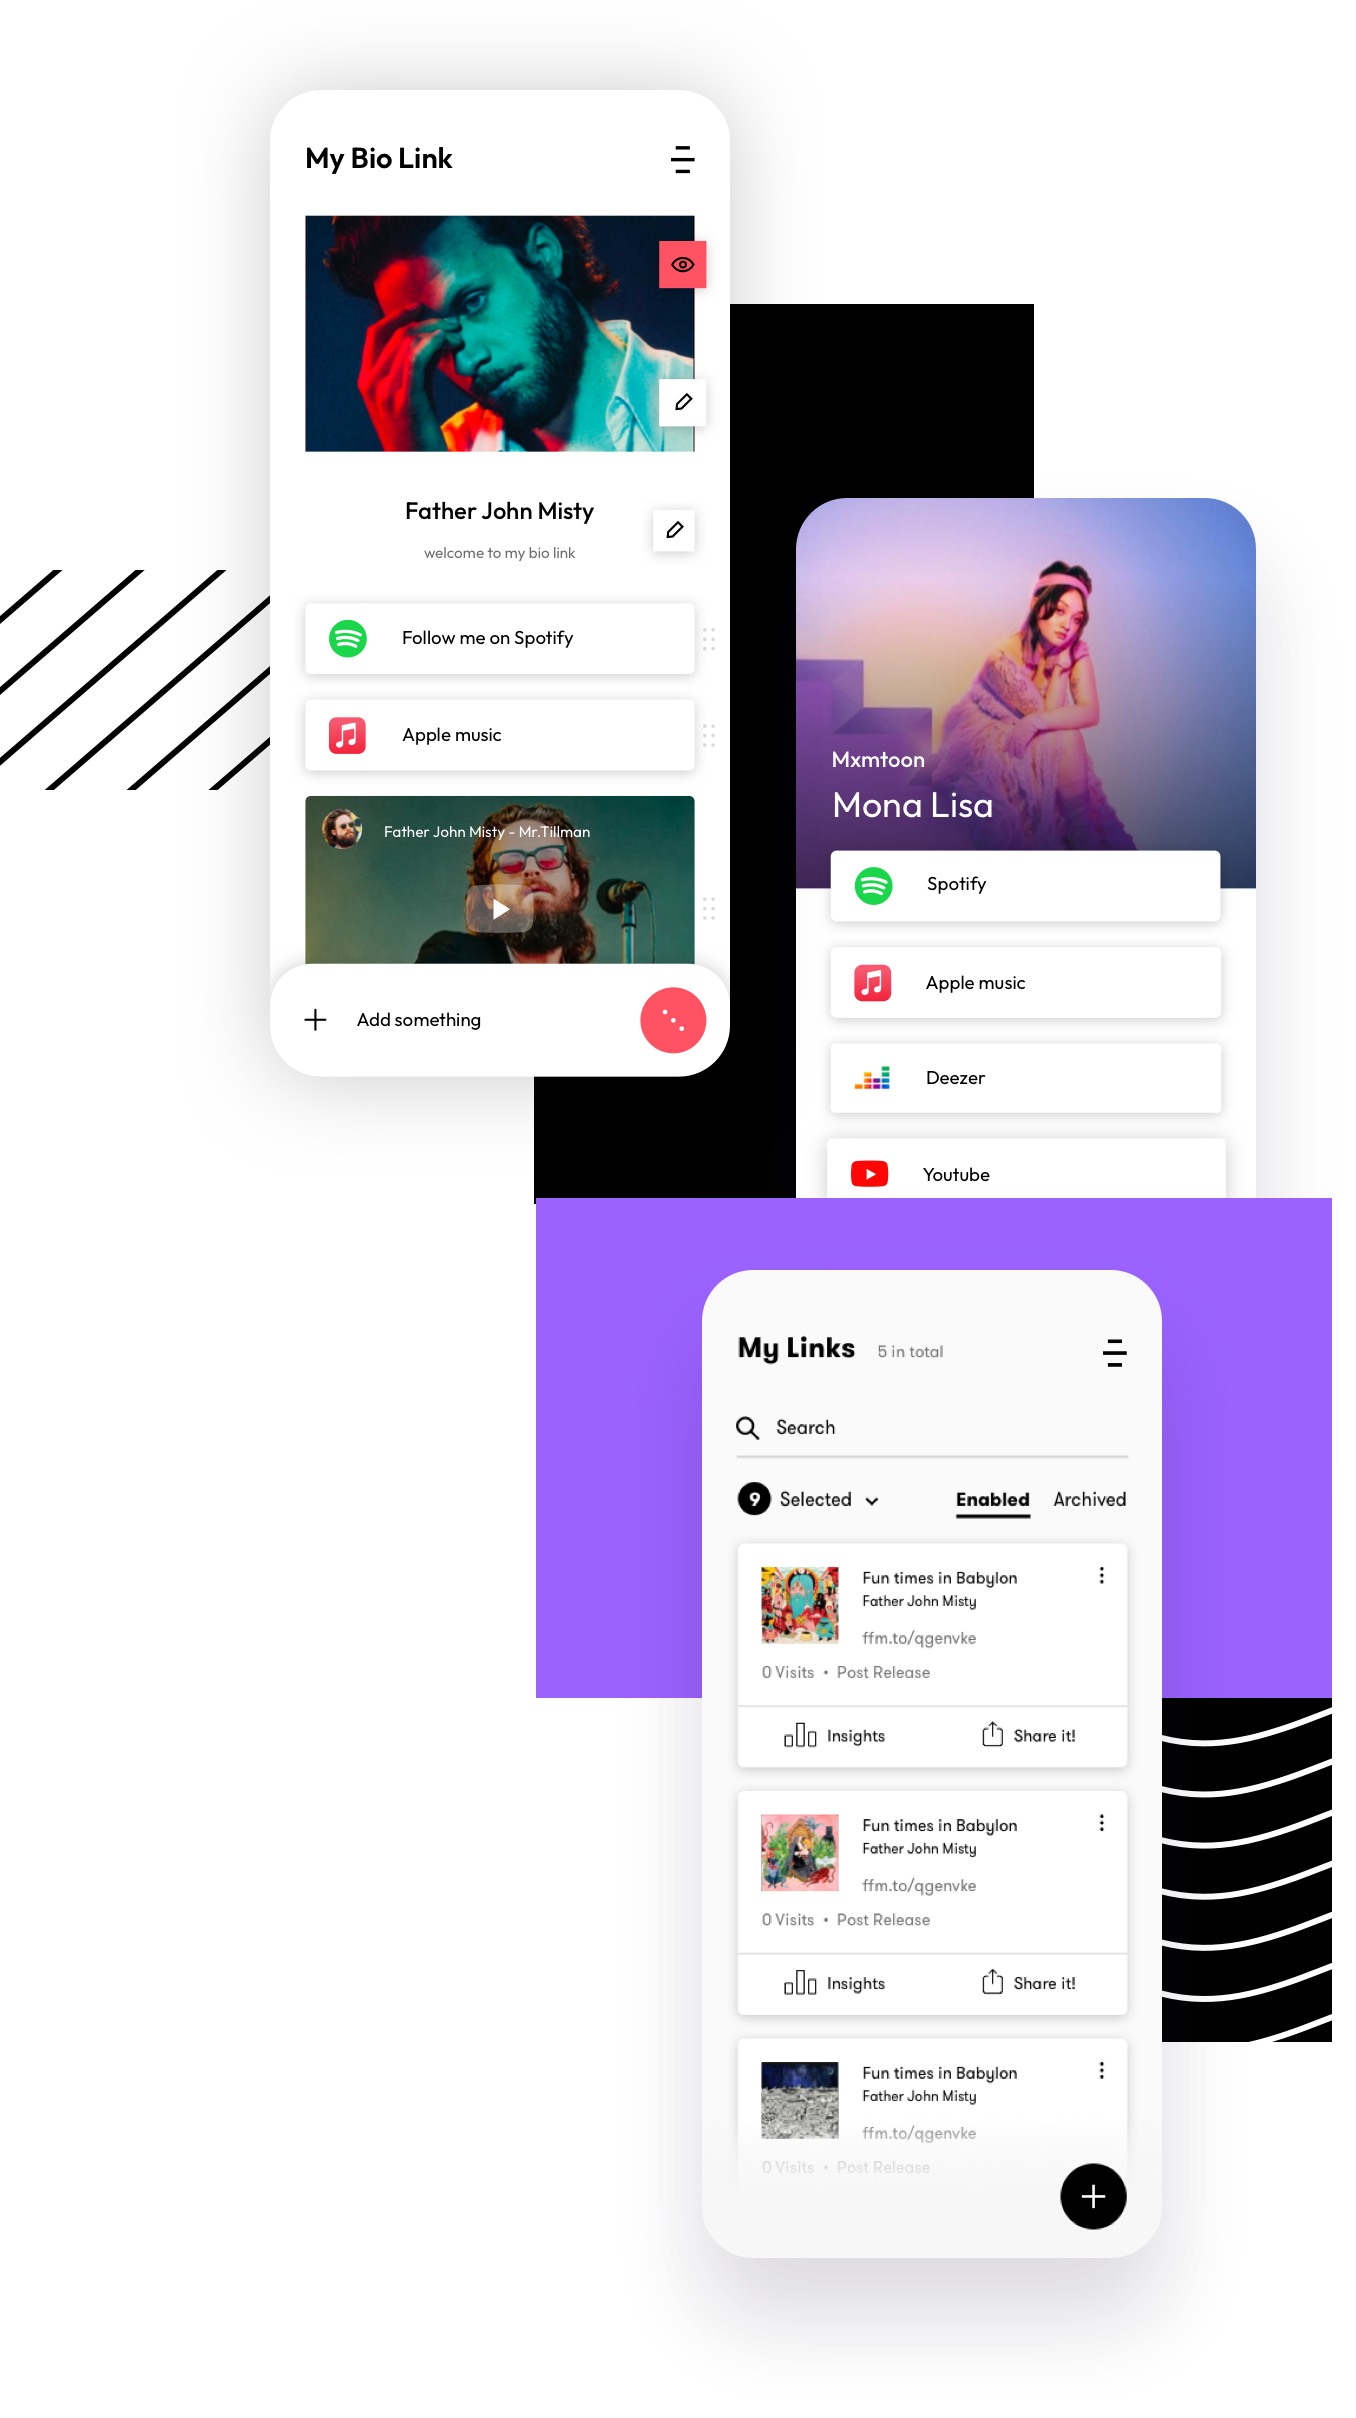 My Bio Link
Father John Misty
welcome to my bio link
Follow me on Spotify
Apple music
Father John Misty - Mr.Tillman
Add something
Mxmtoon
Mona Lisa
Spotify
Apple music
Deezer
Youtube
My Links 5 in total
Search
9 Selected Enabled Archived
Fun times in Babylon
Father John Misty
ffm.to/qgenvke
0 Visits • Post Release
Insights Share it!
Fun times in Babylon
Father John Misty
ffm.to/qgenvke
0 Visits • Post Release
Insights Share it!
Fun times in Babylon
Father John Misty
ffm.to/qgenvke
0 Visits • Post Release